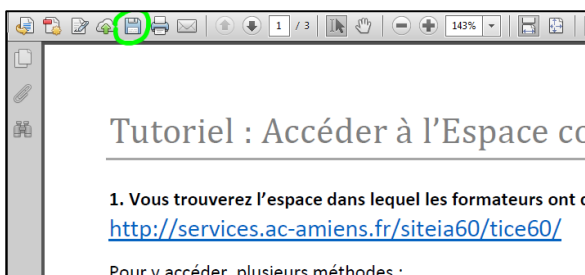 1 / 3 143%
Tutoriel : Accéder à l'Espace co
1. Vous trouverez l'espace dans lequel les formateurs ont
http://services.ac-amiens.fr/siteia60/tice60/
Pour y accéder, plusieurs méthodes :